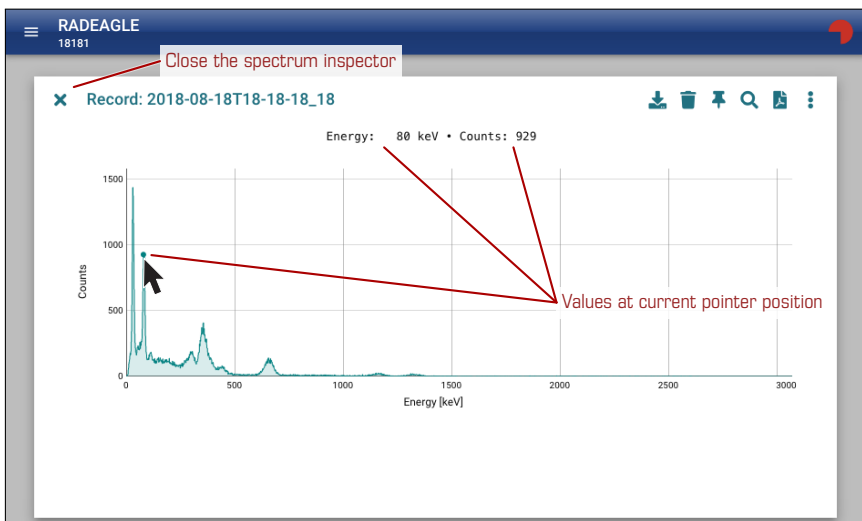 RADEAGLE
18181
Close the spectrum inspector
Record: 2018-08-18T18-18-18_18
Energy: 80 keV • Counts: 929
1500
1000
500
0
Counts
Values at current pointer position
0 500 1000 1500 2000 2500 3000
Energy [keV]